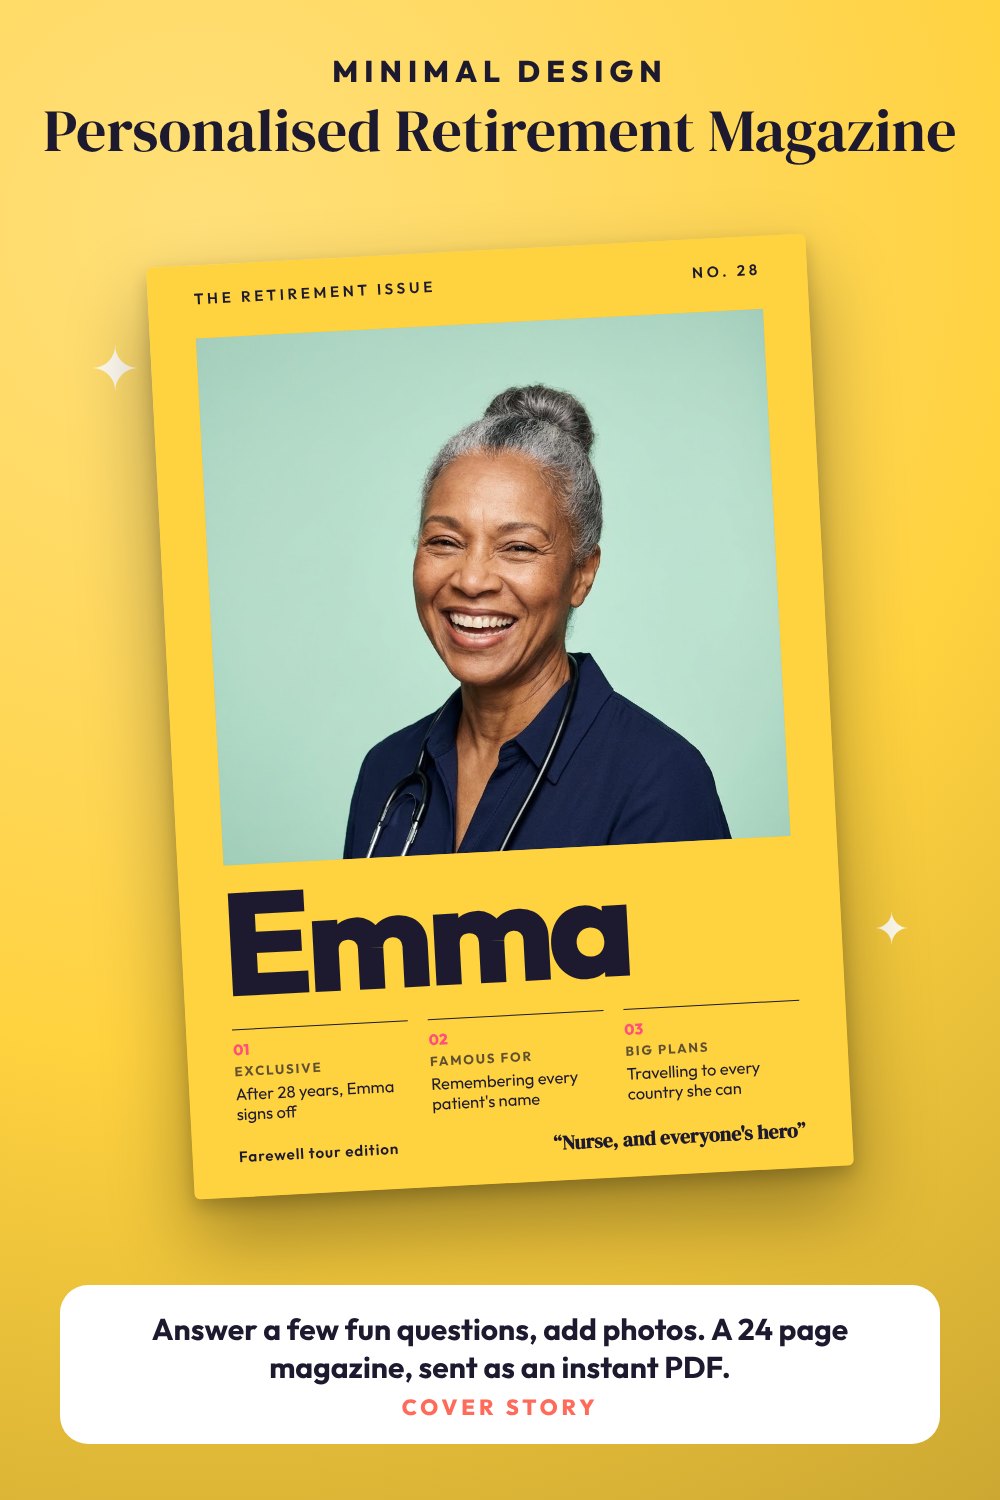 MINIMAL DESIGN
Personalised Retirement Magazine
THE RETIREMENT ISSUE
NO. 28
Emma
01
EXCLUSIVE
After 28 years, Emma
signs off
02
FAMOUS FOR
Remembering every
patient's name
03
BIG PLANS
Travelling to every
country she can
Farewell tour edition
“Nurse, and everyone's hero”
Answer a few fun questions, add photos. A 24 page
magazine, sent as an instant PDF.
COVER STORY